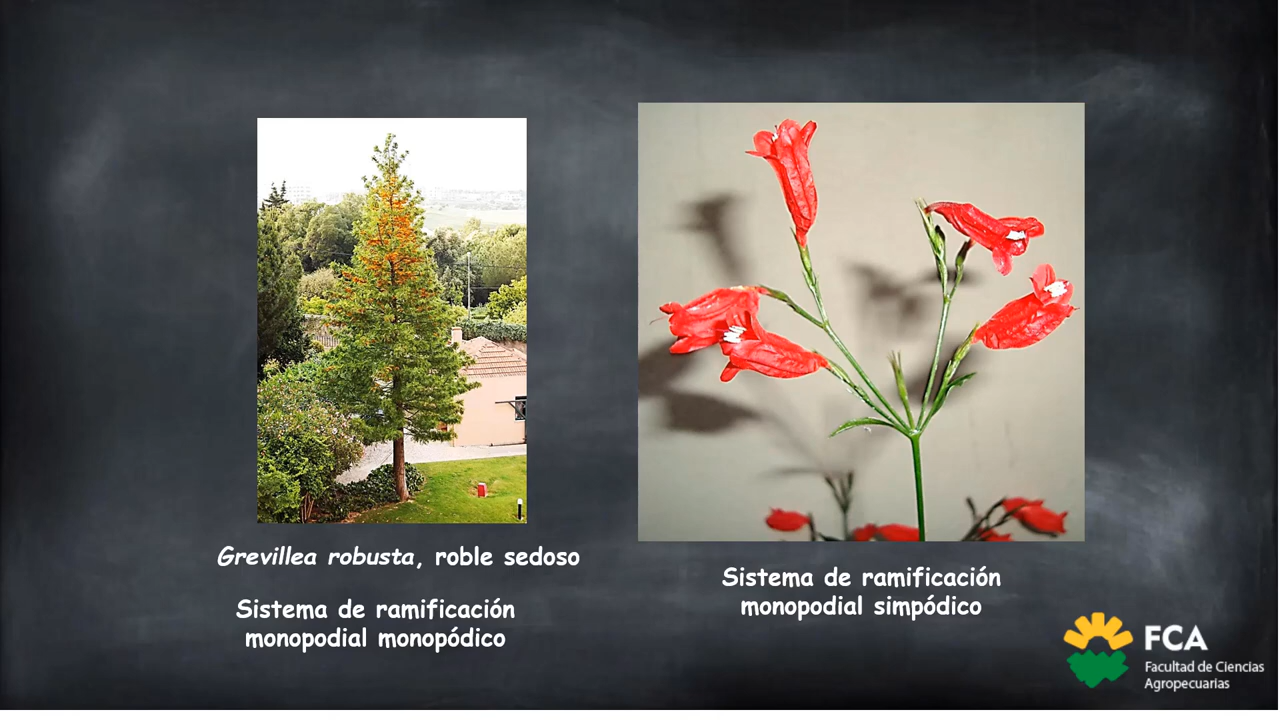 Grevillea robusta, roble sedoso
Sistema de ramificación
monopodial monopódico
Sistema de ramificación
monopodial simpódico
FCA
Facultad de Ciencias
Agropecuarias